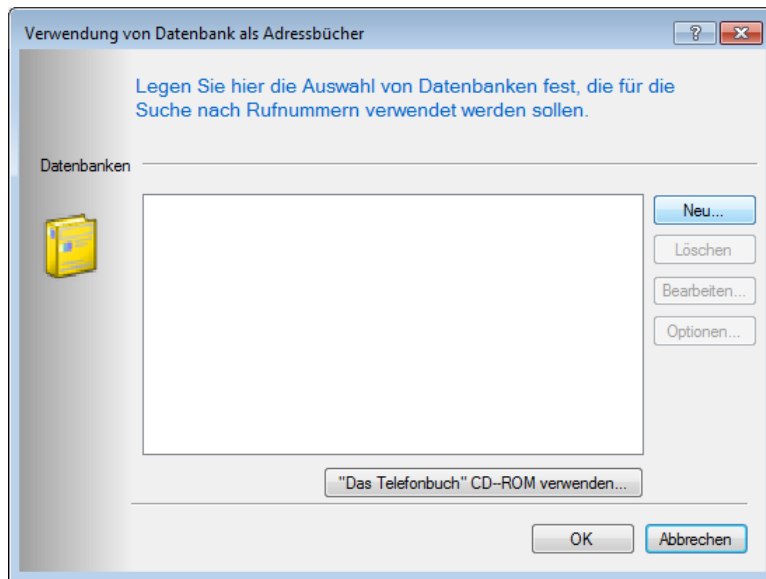 Verwendung von Datenbank als Adressbücher
Legen Sie hier die Auswahl von Datenbanken fest, die für die
Suche nach Rufnummern verwendet werden sollen.
Datenbanken
Neu...
Löschen
Bearbeiten...
Optionen...
"Das Telefonbuch" CD--ROM verwenden...
OK
Abbrechen